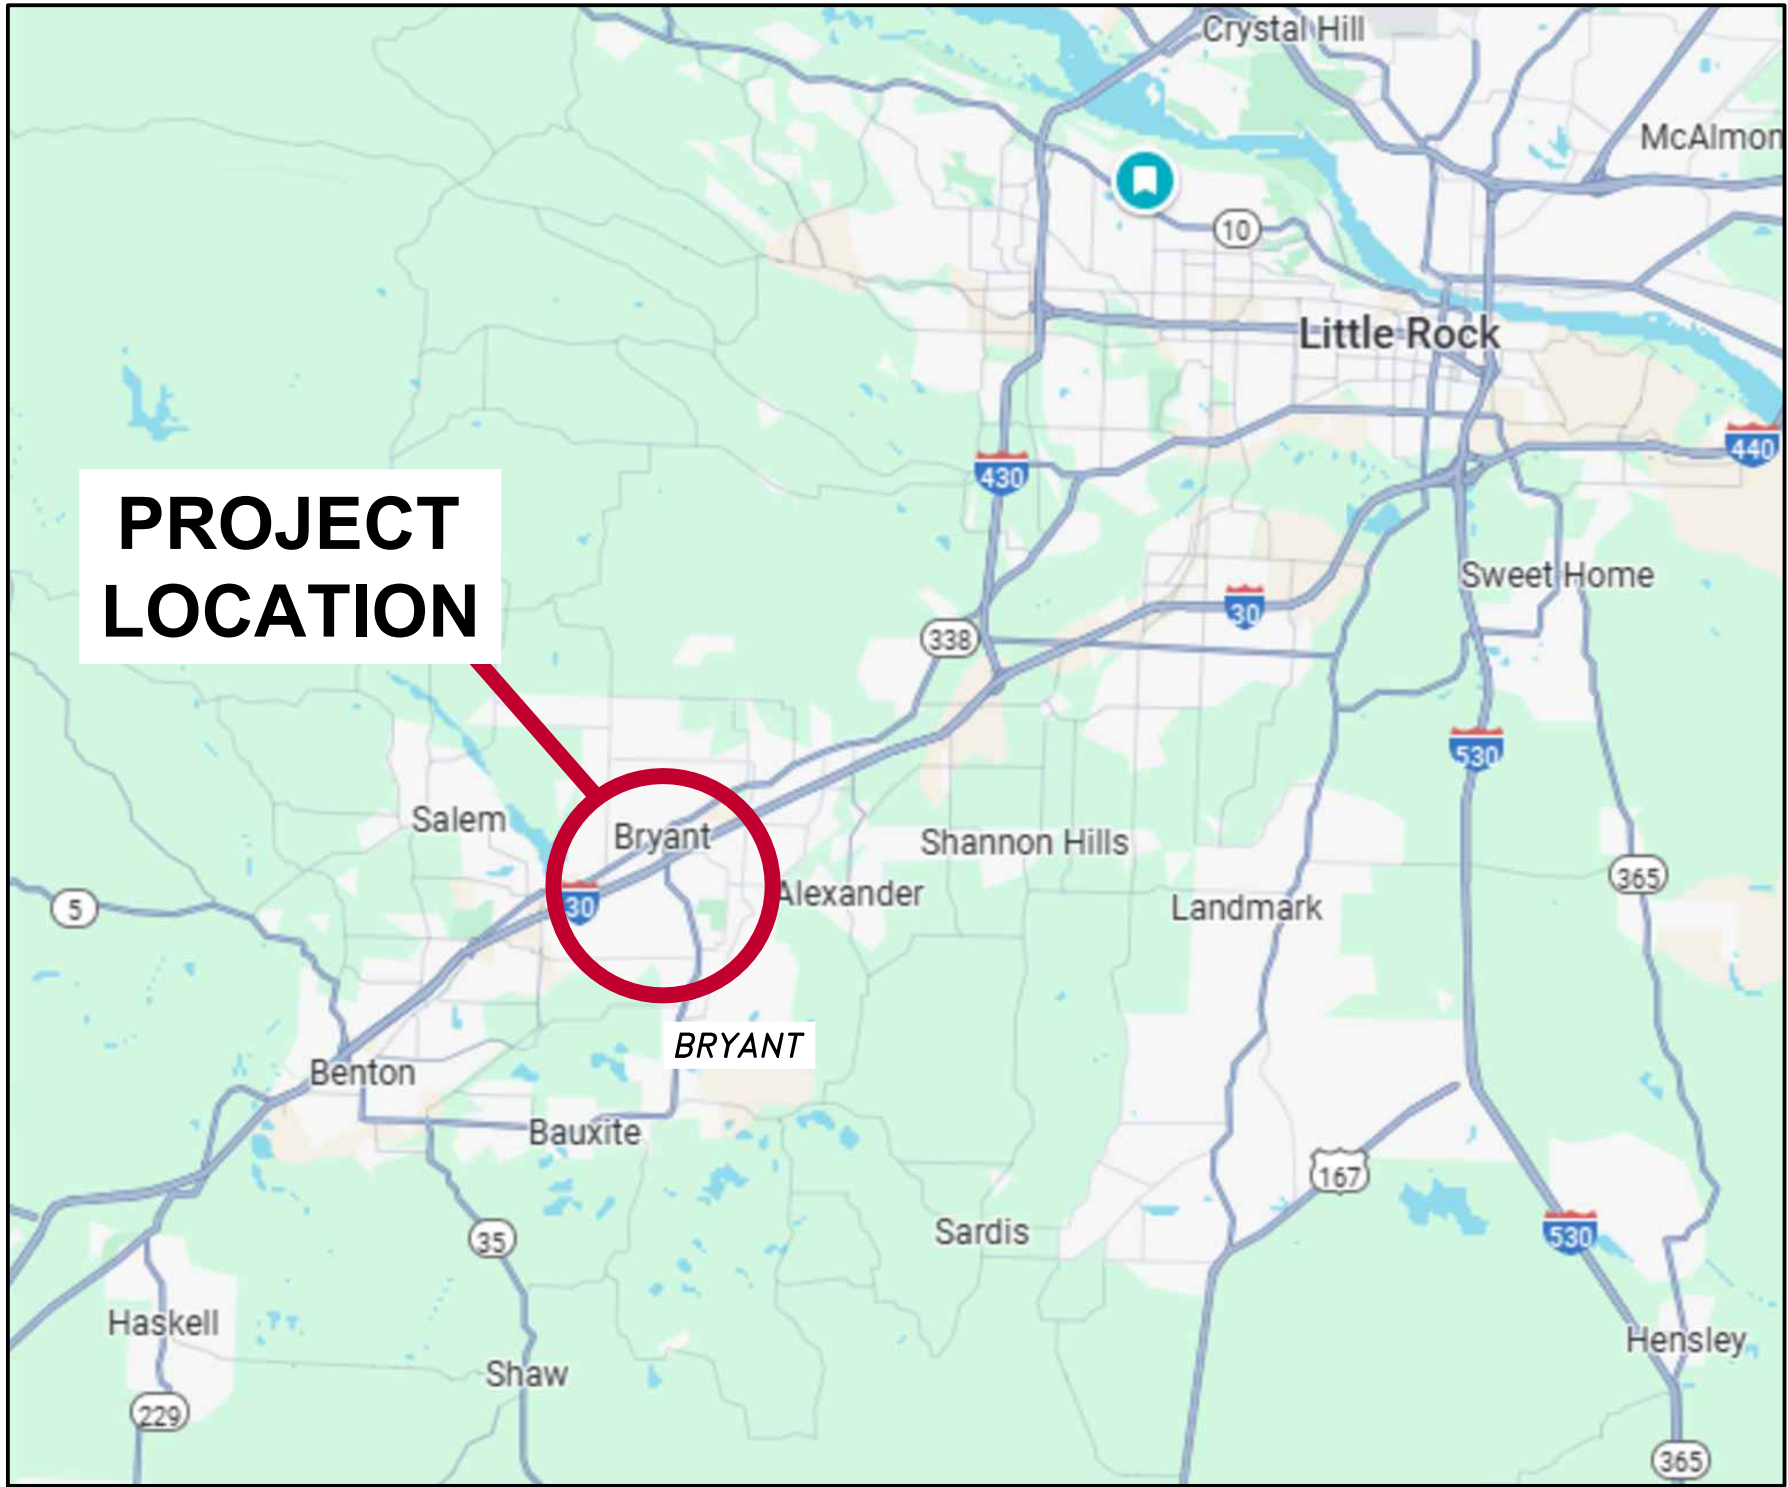 Crystal Hill
McAlmon
10
Little Rock
440
430
PROJECT
LOCATION
Sweet Home
30
338
530
Salem
Bryant
Shannon Hills
365
30
Alexander
5
Landmark
BRYANT
Benton
Bauxite
167
35
Sardis
530
Haskell
Hensley
Shaw
229
365